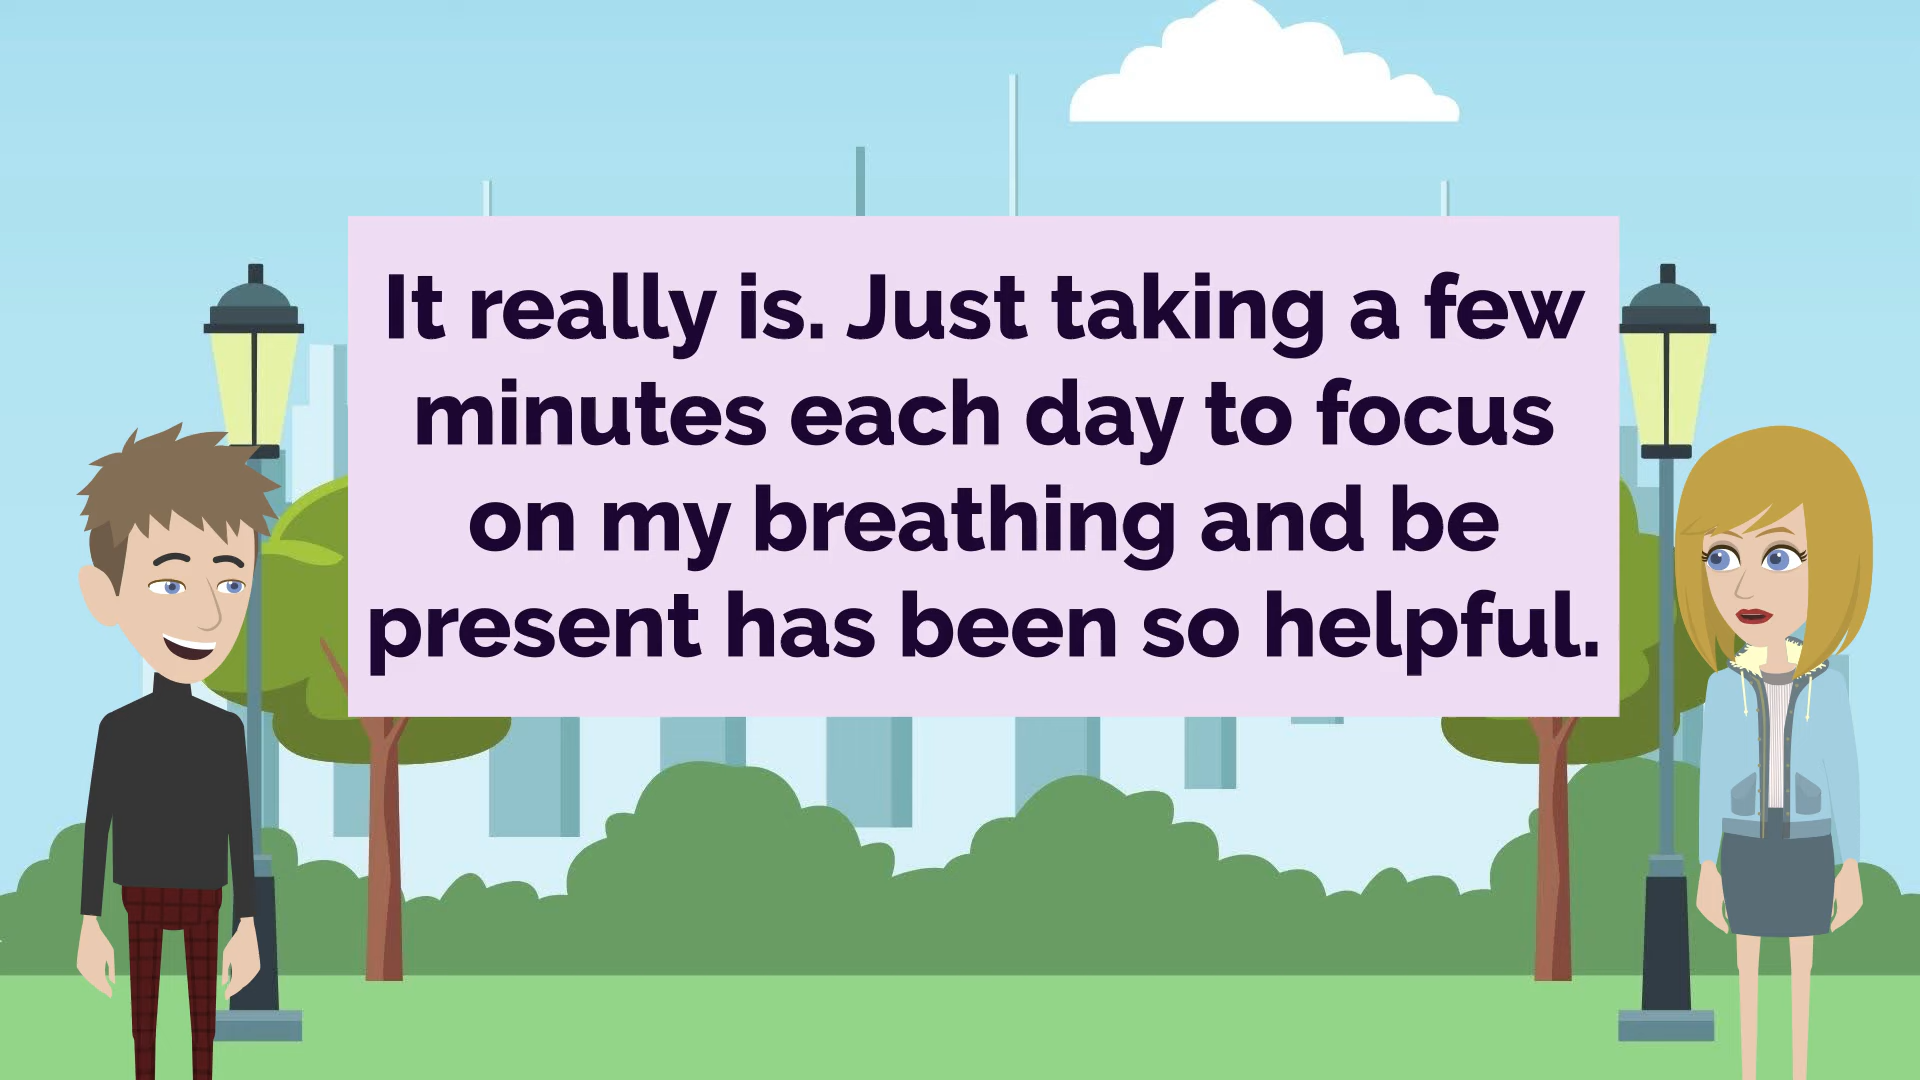 It really is. Just taking a few
minutes each day to focus
on my breathing and be
present has been so helpful.